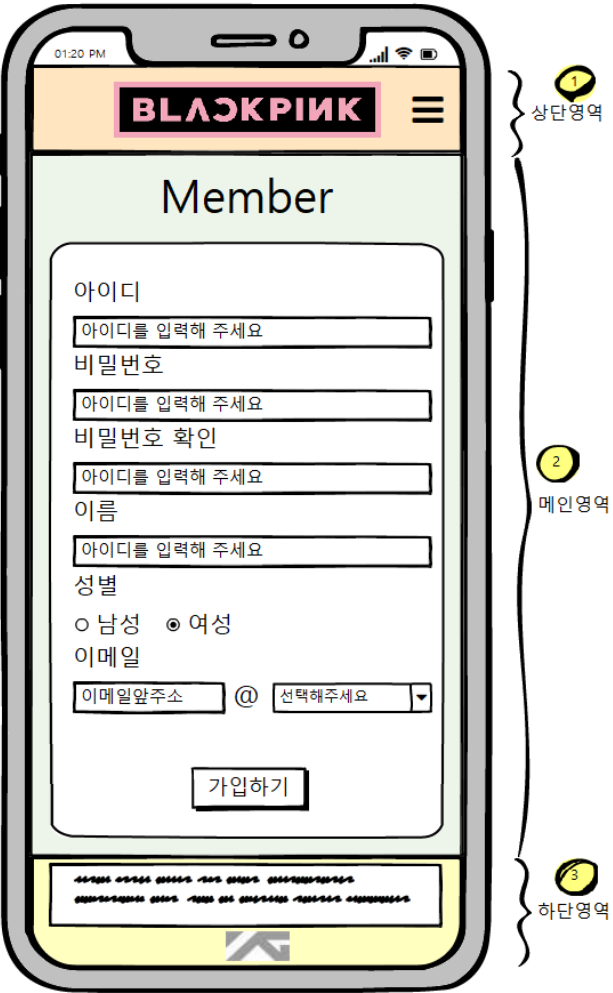 01:20 PM
BLACKPINK
1
상단영역
Member
아이디
아이디를 입력해 주세요
비밀번호
아이디를 입력해 주세요
비밀번호 확인
아이디를 입력해 주세요
이름
아이디를 입력해 주세요
성별
남성 여성
이메일
이메일앞주소 @ 선택해주세요
2
메인영역
가입하기
3
하단영역
YG